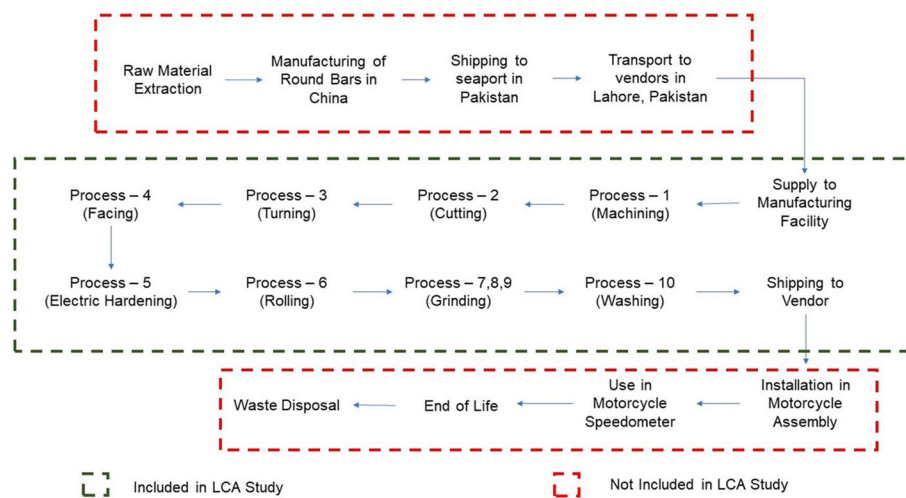 Raw Material
Extraction
Manufacturing of
Round Bars in
China
Shipping to
seaport in
Pakistan
Transport to
vendors in
Lahore, Pakistan
Process – 4
(Facing)
Process – 3
(Turning)
Process – 2
(Cutting)
Process – 1
(Machining)
Supply to
Manufacturing
Facility
Process – 5
(Electric Hardening)
Process – 6
(Rolling)
Process – 7,8,9
(Grinding)
Process – 10
(Washing)
Shipping to
Vendor
Waste Disposal
End of Life
Use in
Motorcycle
Speedometer
Installation in
Motorcycle
Assembly
Included in LCA Study
Not Included in LCA Study